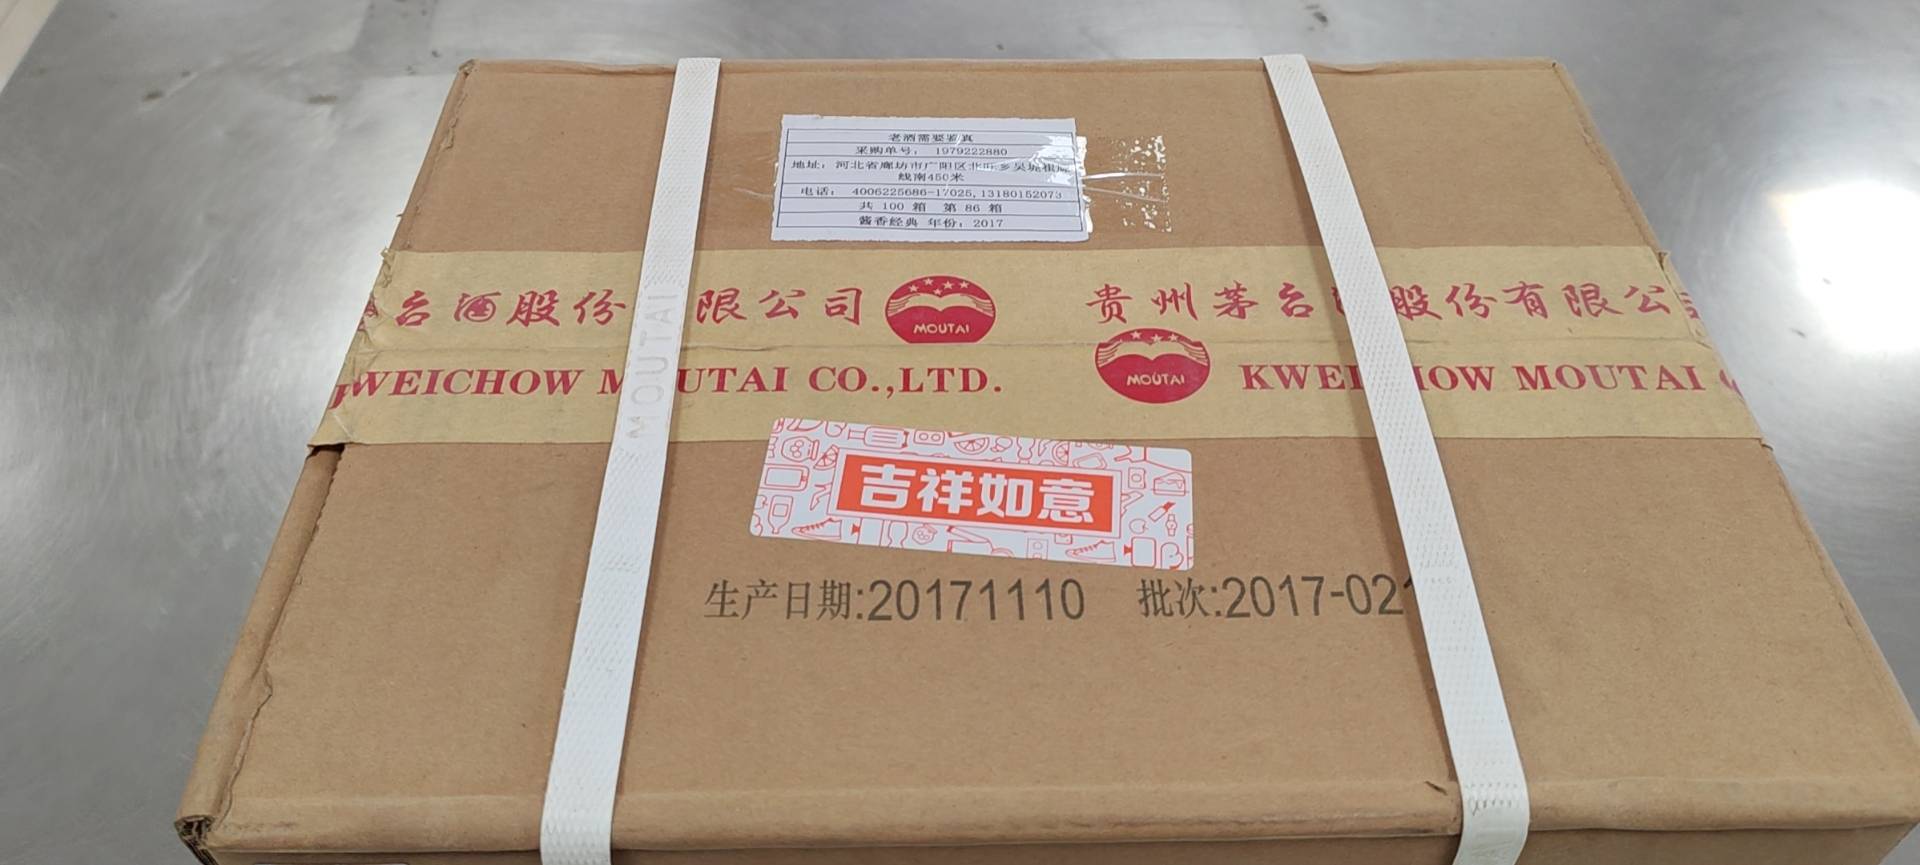 老酒需要鉴真
采购单号： 1979222880
地址：河北省廊坊市广阳区北旺乡吴堤根
线南450米
电话： 4006225686-17025,13180152073
共 100 箱 第 86 箱
酱香经典 年份：2017
台酒股份 限公司 MOUTAI 贵州茅台 股份有限公
WEICHOW M UTAI CO.,LTD. MOUTAI KWEI HOW MOUTAI
MOUTAI
吉祥如意
生产日期:20171110 批次:2017-021